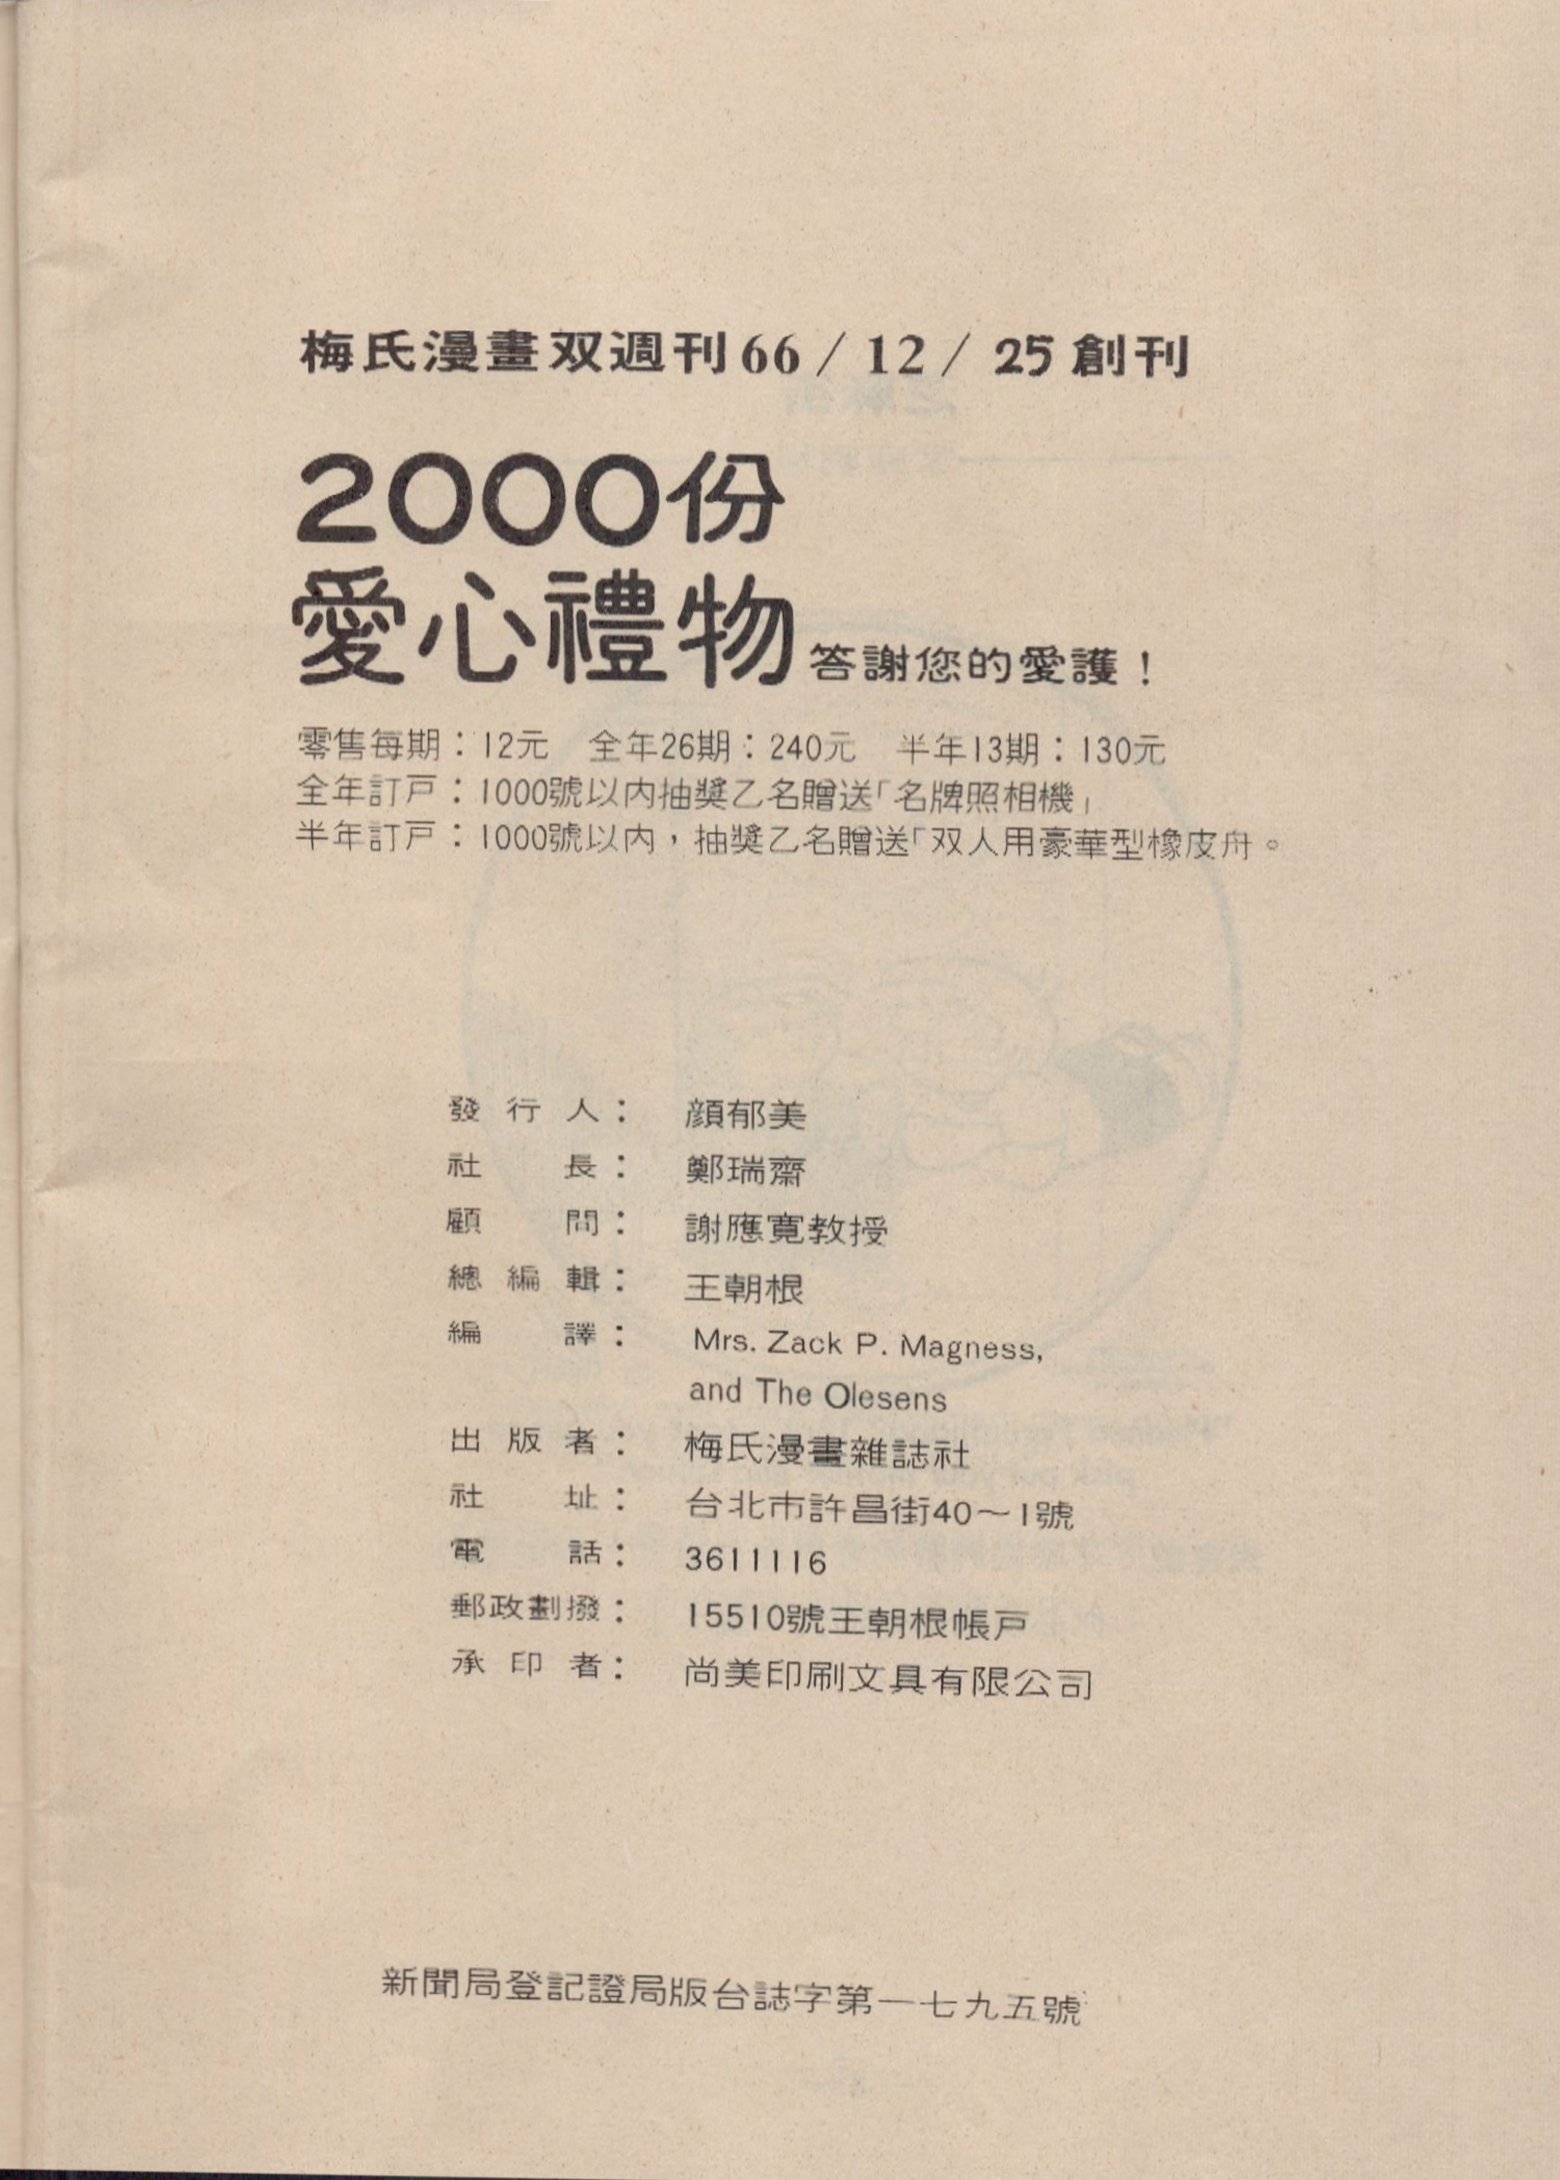 梅氏漫畫双週刊66/12/25創刊
2000份
愛心禮物答謝您的愛護！
零售每期：12元　全年26期：240元　半年13期：130元
全年訂戸：1000號以内抽獎乙名贈送「名牌照相機」
半年訂戸：1000號以内，抽獎乙名贈送「双人用豪華型橡皮舟。
發行人：　顔郁美
社長：　鄭瑞齋
顧問：　謝應寬教授
總編輯：　王朝根
編譯：　Mrs. Zack P. Magness,
and The Olesens
出版者：　梅氏漫畫雜誌社
社址：　台北市許昌街40～1號
電話：　3611116
郵政劃撥：　15510號王朝根帳戸
承印者：　尚美印刷文具有限公司
新聞局登記證局版台誌字第一七九五號